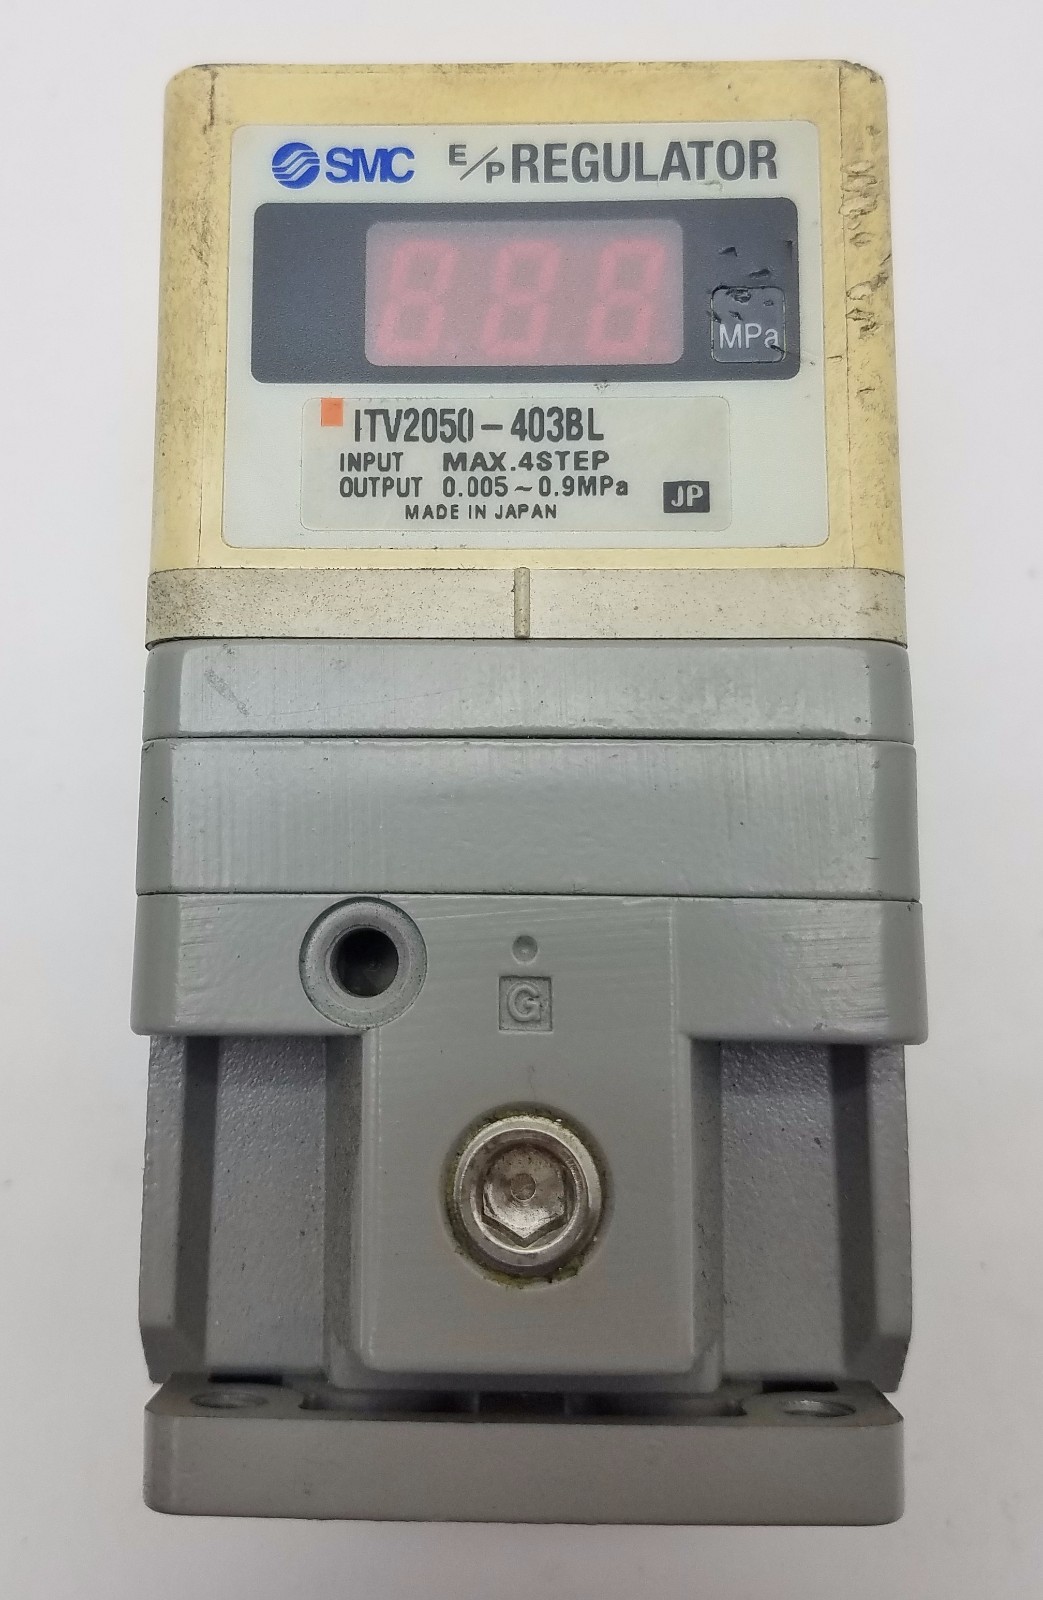 SMC E/P REGULATOR
888
MPa
ITV2050-403BL
INPUT MAX.4STEP
OUTPUT 0.005~0.9MPa
JP
MADE IN JAPAN
G